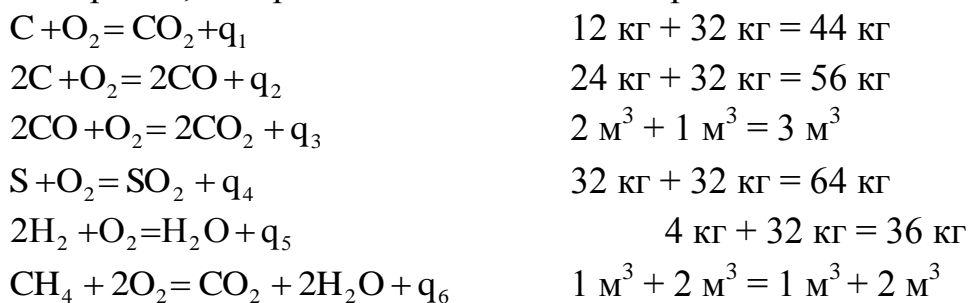 C +O₂= CO₂+q₁ 12 кг + 32 кг = 44 кг
2C +O₂= 2CO + q₂ 24 кг + 32 кг = 56 кг
2CO +O₂= 2CO₂ + q₃ 2 м³ + 1 м³ = 3 м³
S +O₂= SO₂ + q₄ 32 кг + 32 кг = 64 кг
2H₂ +O₂=H₂O + q₅ 4 кг + 32 кг = 36 кг
CH₄ + 2O₂= CO₂ + 2H₂O + q₆ 1 м³ + 2 м³ = 1 м³ + 2 м³